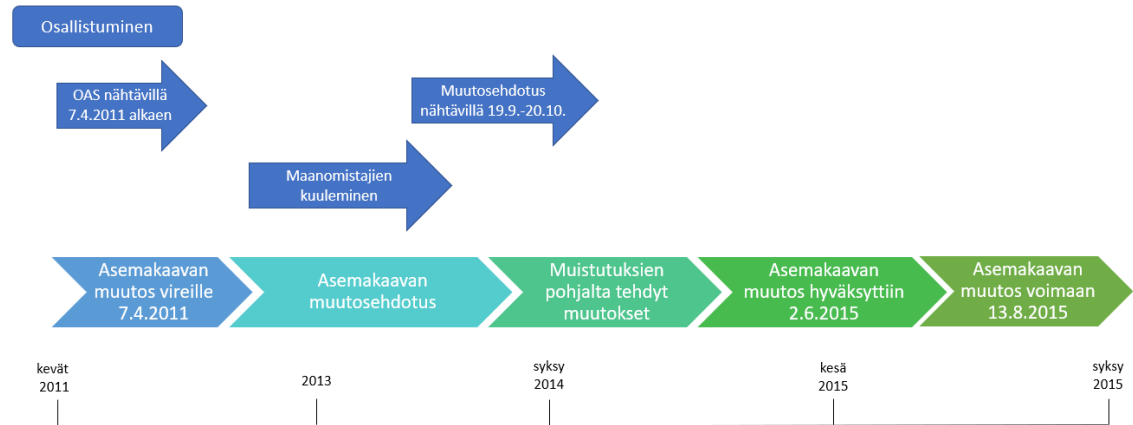 Osallistuminen
OAS nähtävillä
7.4.2011 alkaen
Muutosehdotus
nähtävillä 19.9.-20.10.
Maanomistajien
kuuleminen
Asemakaavan
muutos vireille
7.4.2011
Asemakaavan
muutosehdotus
Muistutuksien
pohjalta tehdyt
muutokset
Asemakaavan
muutos hyväksyttiin
2.6.2015
Asemakaavan
muutos voimaan
13.8.2015
kevät
2011
2013
syksy
2014
kesä
2015
syksy
2015